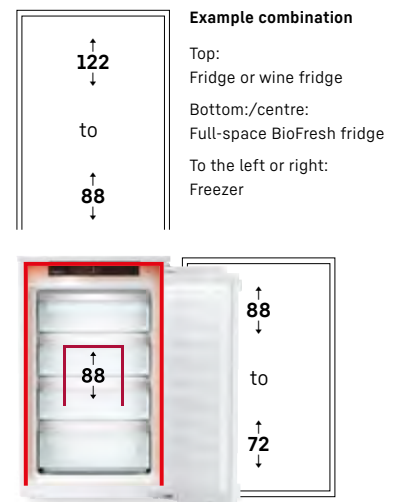 122
to
88
Example combination
Top:
Fridge or wine fridge
Bottom:/centre:
Full-space BioFresh fridge
To the left or right:
Freezer
88
88
to
72